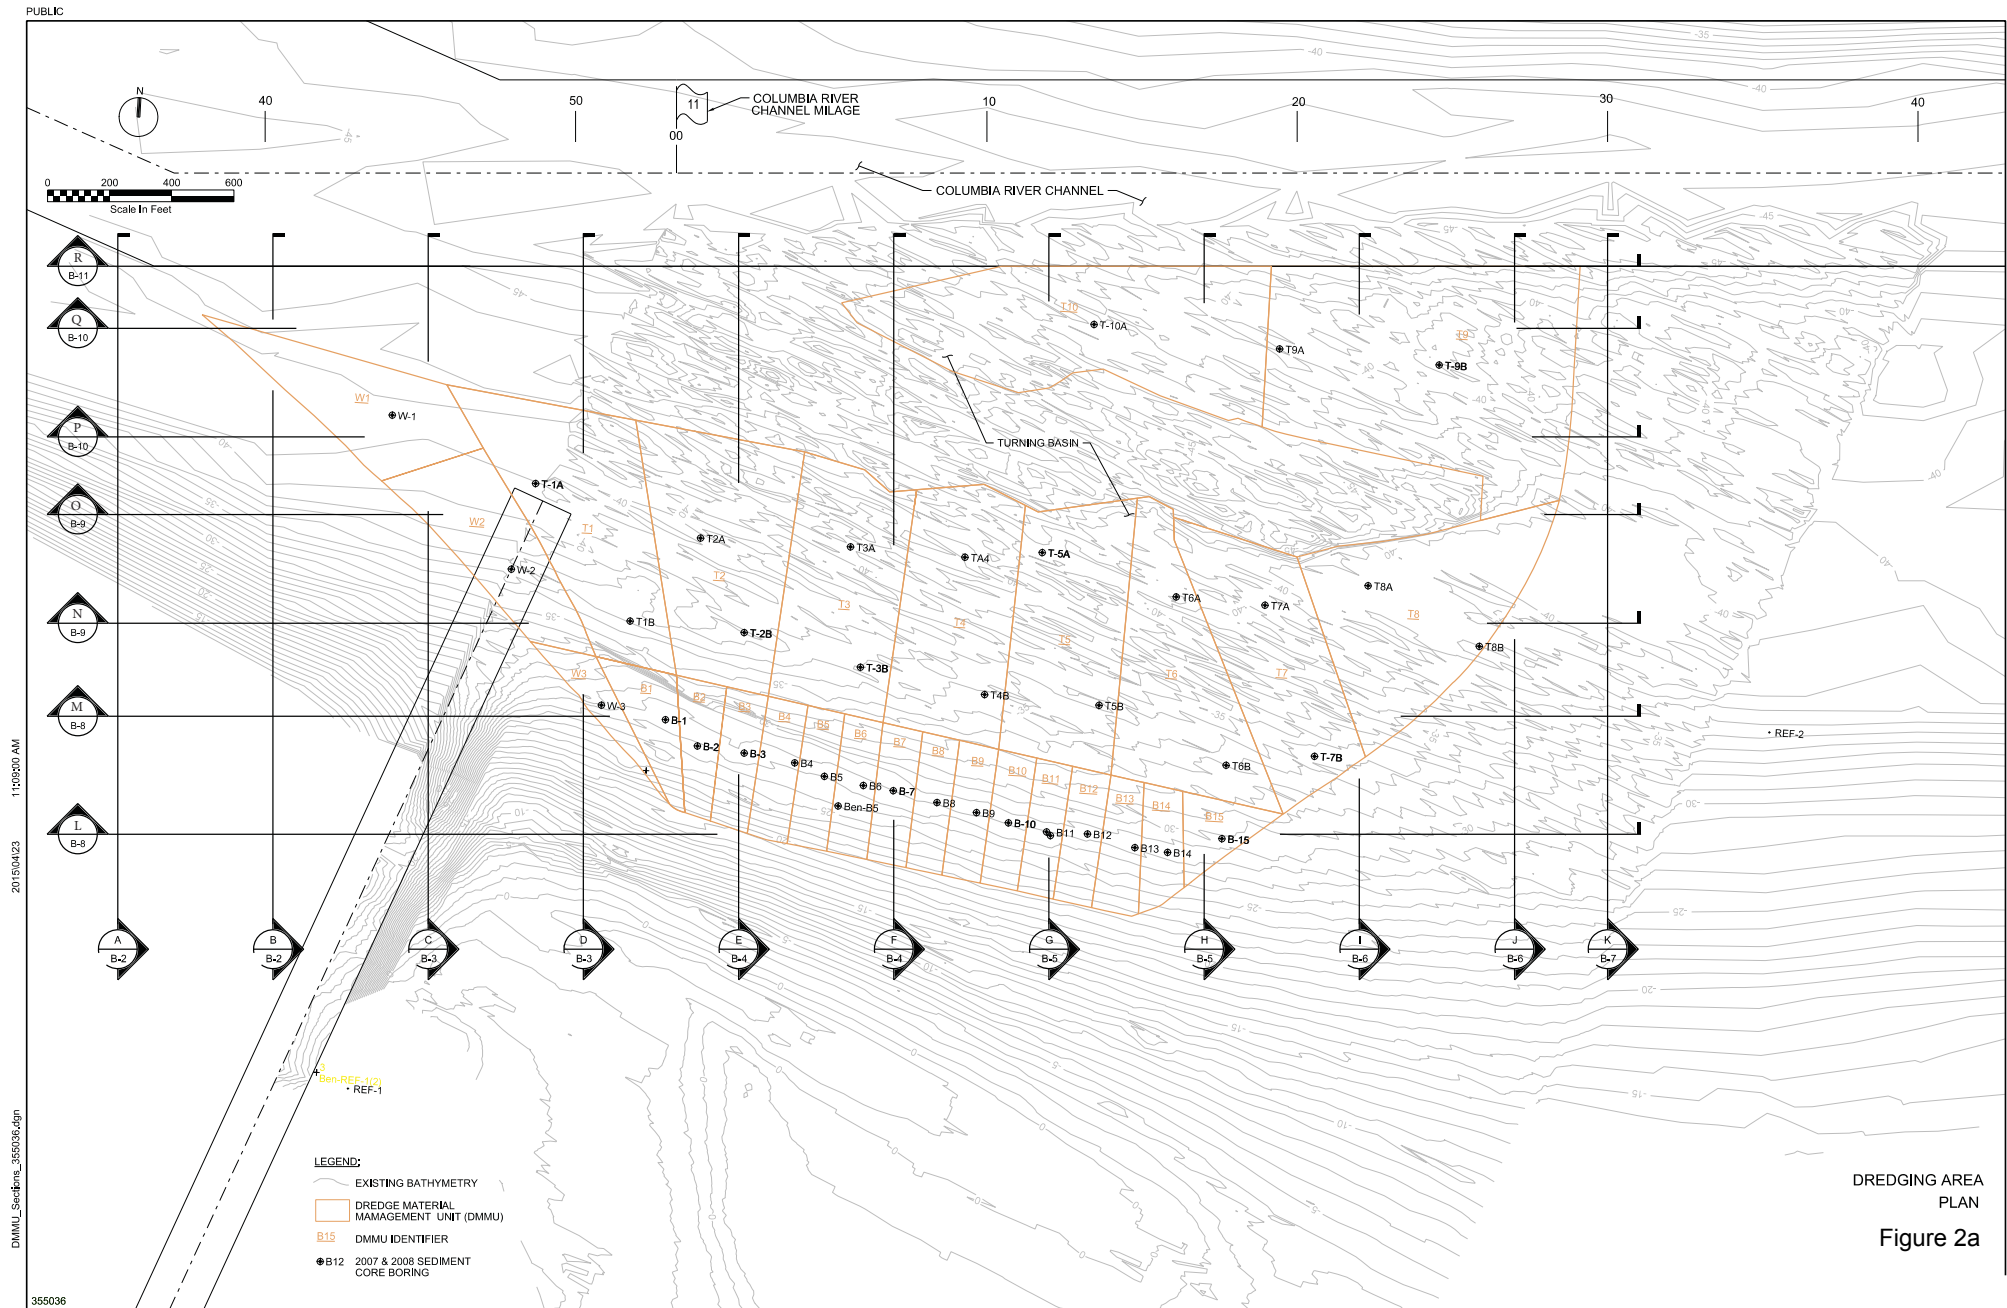 PUBLIC
N
40
50
11
COLUMBIA RIVER
CHANNEL MILAGE
00
10
20
30
40
0 200 400 600
Scale In Feet
COLUMBIA RIVER CHANNEL
R
B-11
Q
B-10
P
B-10
O
B-9
N
B-9
M
B-8
L
B-8
T10
T-10A
T9A
T9
T-9B
W1
W-1
TURNING BASIN
T-1A
W2
T1
W-2
T2A
T3A
TA4
T-5A
T2
T3
T4
T5
T6A
T7A
T8A
T8
T1B
T-2B
T-3B
T8B
T6
T7
W3
W-3
B1
B2
B3
B4
B5
B6
B7
B8
B9
B10
B11
B12
B13
B14
B15
T4B
T5B
T6B
T-7B
B-1
B-2
B-3
B4
B5
B6
B-7
Ben-B5
B8
B9
B-10
B11
B12
B13
B14
B-15
REF-2
A
B-2
B
B-2
C
B-3
D
B-3
E
B-4
F
B-4
G
B-5
H
B-5
I
B-6
J
B-6
K
B-7
3
Ben-REF-1(2)
REF-1
LEGEND:
EXISTING BATHYMETRY
DREDGE MATERIAL
MAMAGEMENT UNIT (DMMU)
B15 DMMU IDENTIFIER
B12 2007 & 2008 SEDIMENT
CORE BORING
DREDGING AREA
PLAN
Figure 2a
11:09:00 AM
2015\04\23
DMMU_Sections_355036.dgn
355036